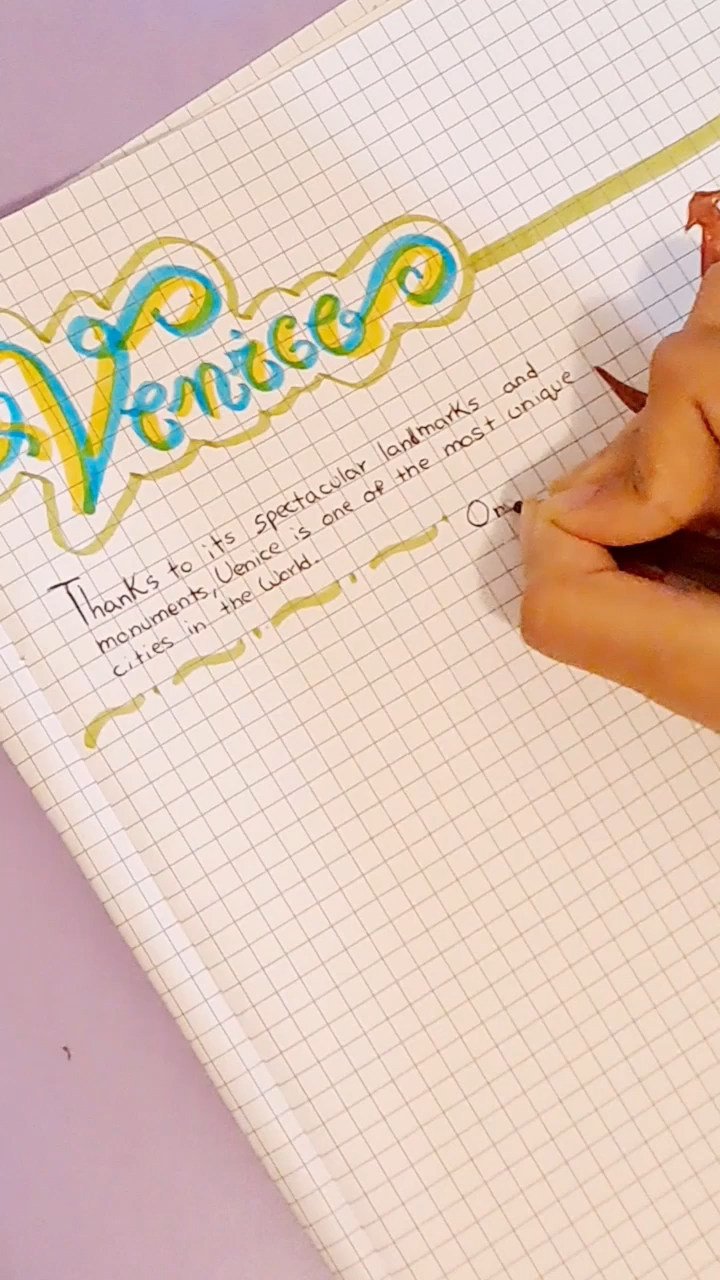 Venice
Thanks to its spectacular landmarks and
monuments, Venice is one of the most unique
cities in the world.
On